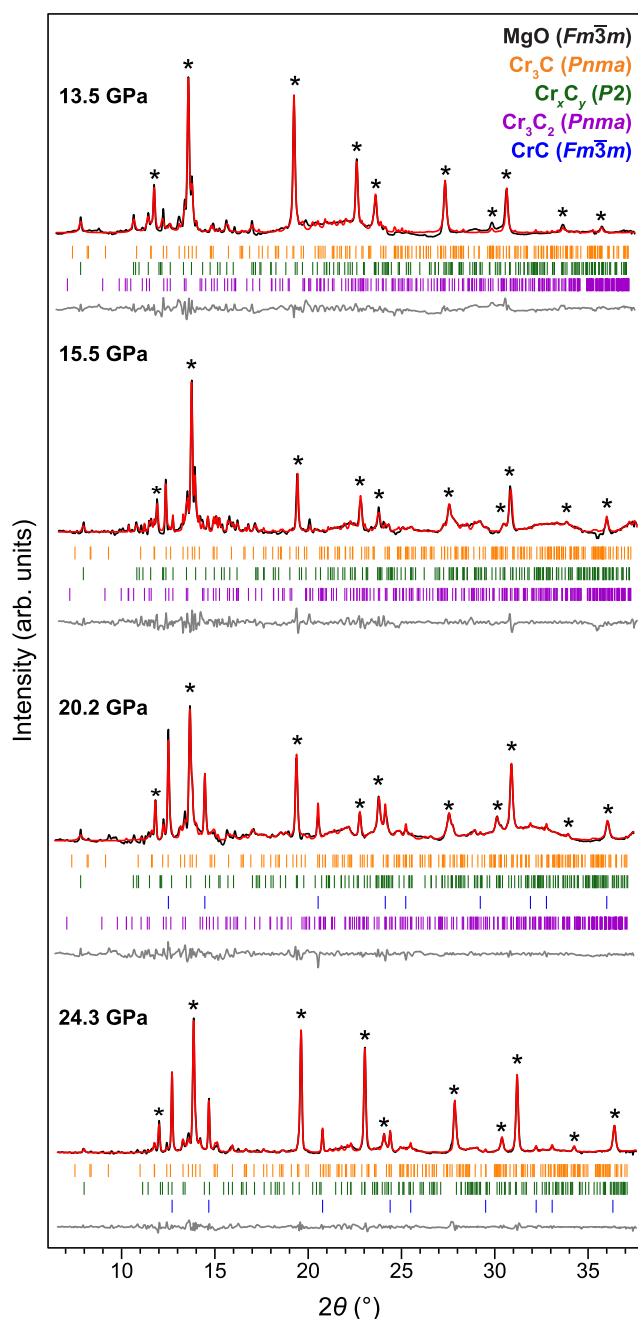 MgO (Fm3̅m)
Cr₃C (Pnma)
CrₓCᵧ (P2)
Cr₃C₂ (Pnma)
CrC (Fm3̅m)
13.5 GPa
* * * * * * * * * *
15.5 GPa
* * * * * * * * * *
20.2 GPa
* * * * * * * * * *
24.3 GPa
* * * * * * * * * *
Intensity (arb. units)
10 15 20 25 30 35
2θ (°)